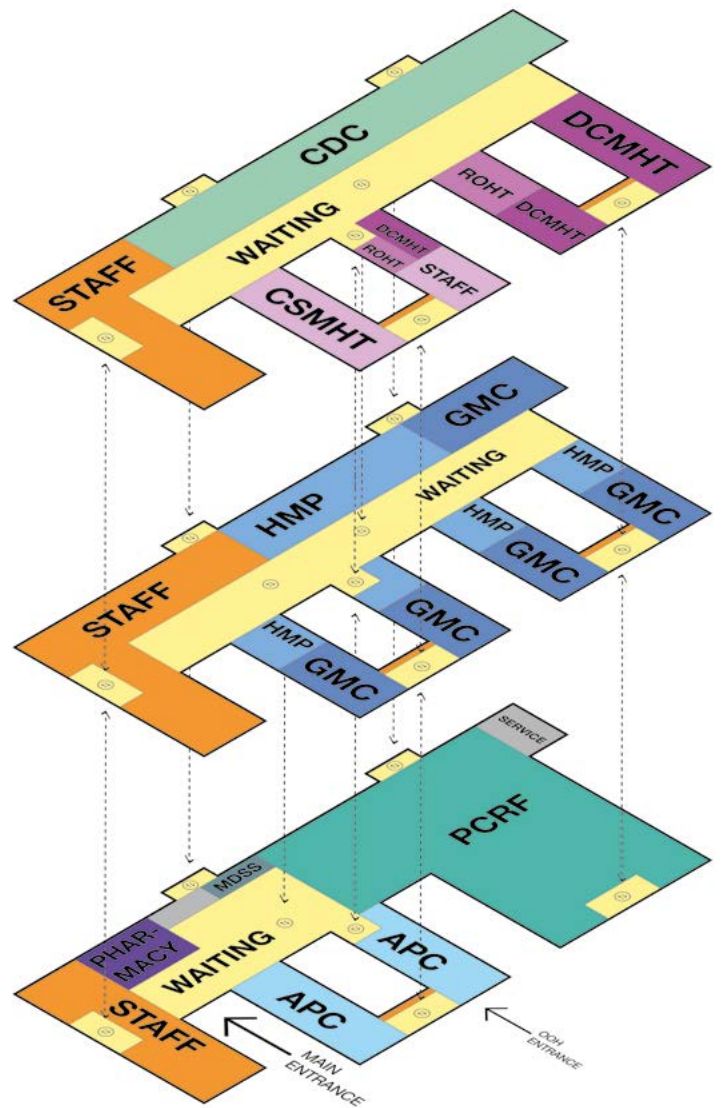 CDC
DCMHT
ROHT
DCMHT
WAITING
DCMHT
ROHT
STAFF
STAFF
CSMHT
GMC
WAITING
HMP
GMC
HMP
HMP
GMC
STAFF
GMC
HMP
GMC
SERVICE
PCRF
MDSS
PHAR-
MACY
WAITING
APC
STAFF
APC
MAIN
ENTRANCE
OOH
ENTRANCE